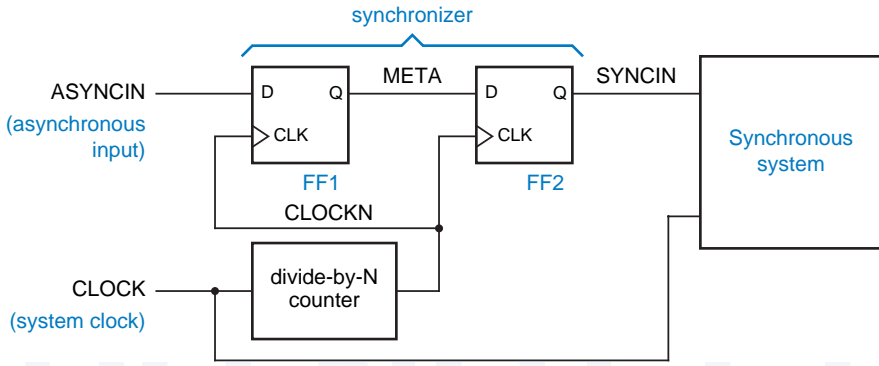 synchronizer
META
SYNCIN
ASYNCIN
(asynchronous
input)
D
Q
CLK
FF1
D
Q
CLK
FF2
Synchronous
system
CLOCKN
CLOCK
(system clock)
divide-by-N
counter